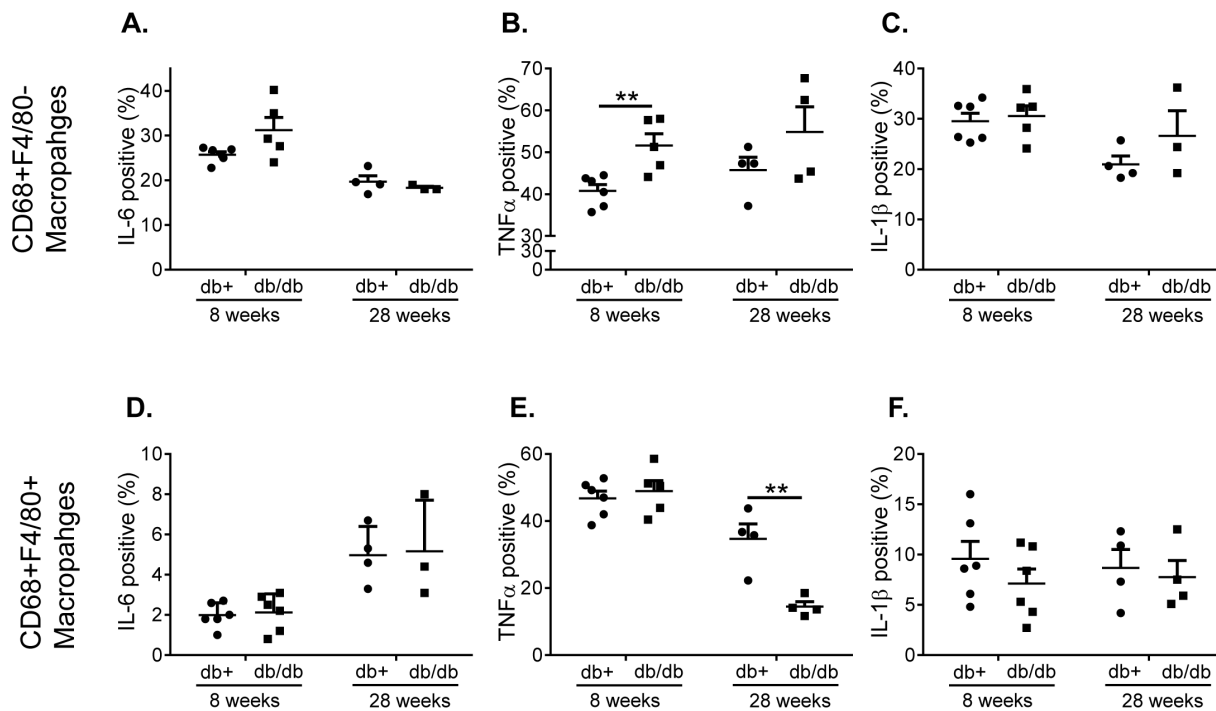 A.
B.
C.
CD68+F4/80-
Macropahges
IL-6 positive (%)
40
30
20
10
0
db+ db/db db+ db/db
8 weeks 28 weeks
TNFα positive (%)
70
60
50
40
30
30
0
**
db+ db/db db+ db/db
8 weeks 28 weeks
IL-1β positive (%)
40
30
20
10
0
db+ db/db db+ db/db
8 weeks 28 weeks
D.
E.
F.
CD68+F4/80+
Macropahges
IL-6 positive (%)
10
8
6
4
2
0
db+ db/db db+ db/db
8 weeks 28 weeks
TNFα positive (%)
60
40
20
0
**
db+ db/db db+ db/db
8 weeks 28 weeks
IL-1β positive (%)
20
15
10
5
0
db+ db/db db+ db/db
8 weeks 28 weeks